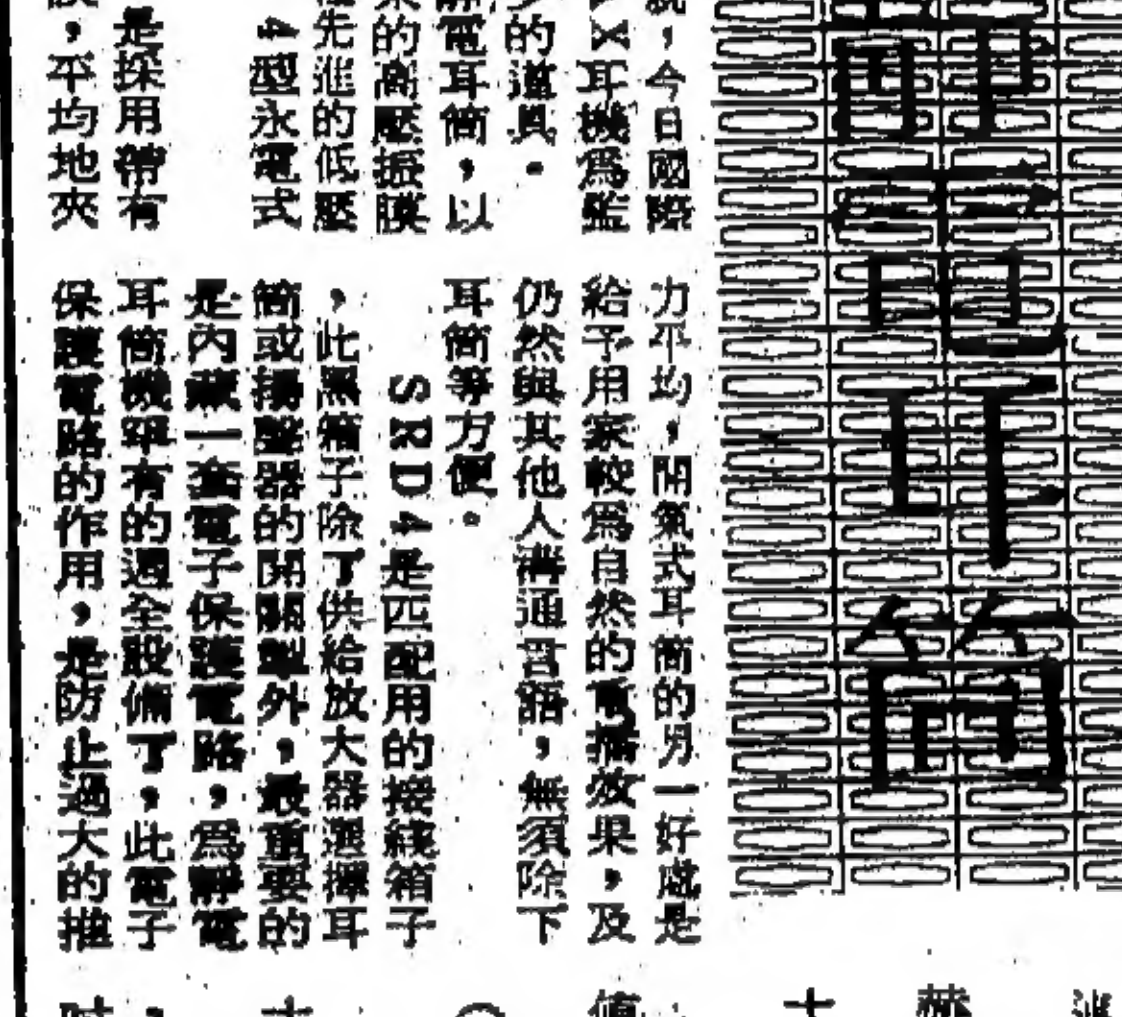 靜電耳筒
今日國際
耳機爲監
的道具。
靜電耳筒，以
的高壓振膜
先進的低壓
4型永電式
是採用帶有
，平均地夾
力平均，開氣式耳筒的另一好處是
給予用家較爲自然的重播效果，及
仍然與其他人溝通言語，無須除下
耳筒等方便。
SRD4是匹配用的接綫箱子
，此黑箱子除了供給放大器選擇耳
筒或揚聲器的開關掣外，最重要的
是內藏一套電子保護電路，爲靜電
耳筒機罕有的週全設備了，此電子
保護電路的作用，是防止過大的推